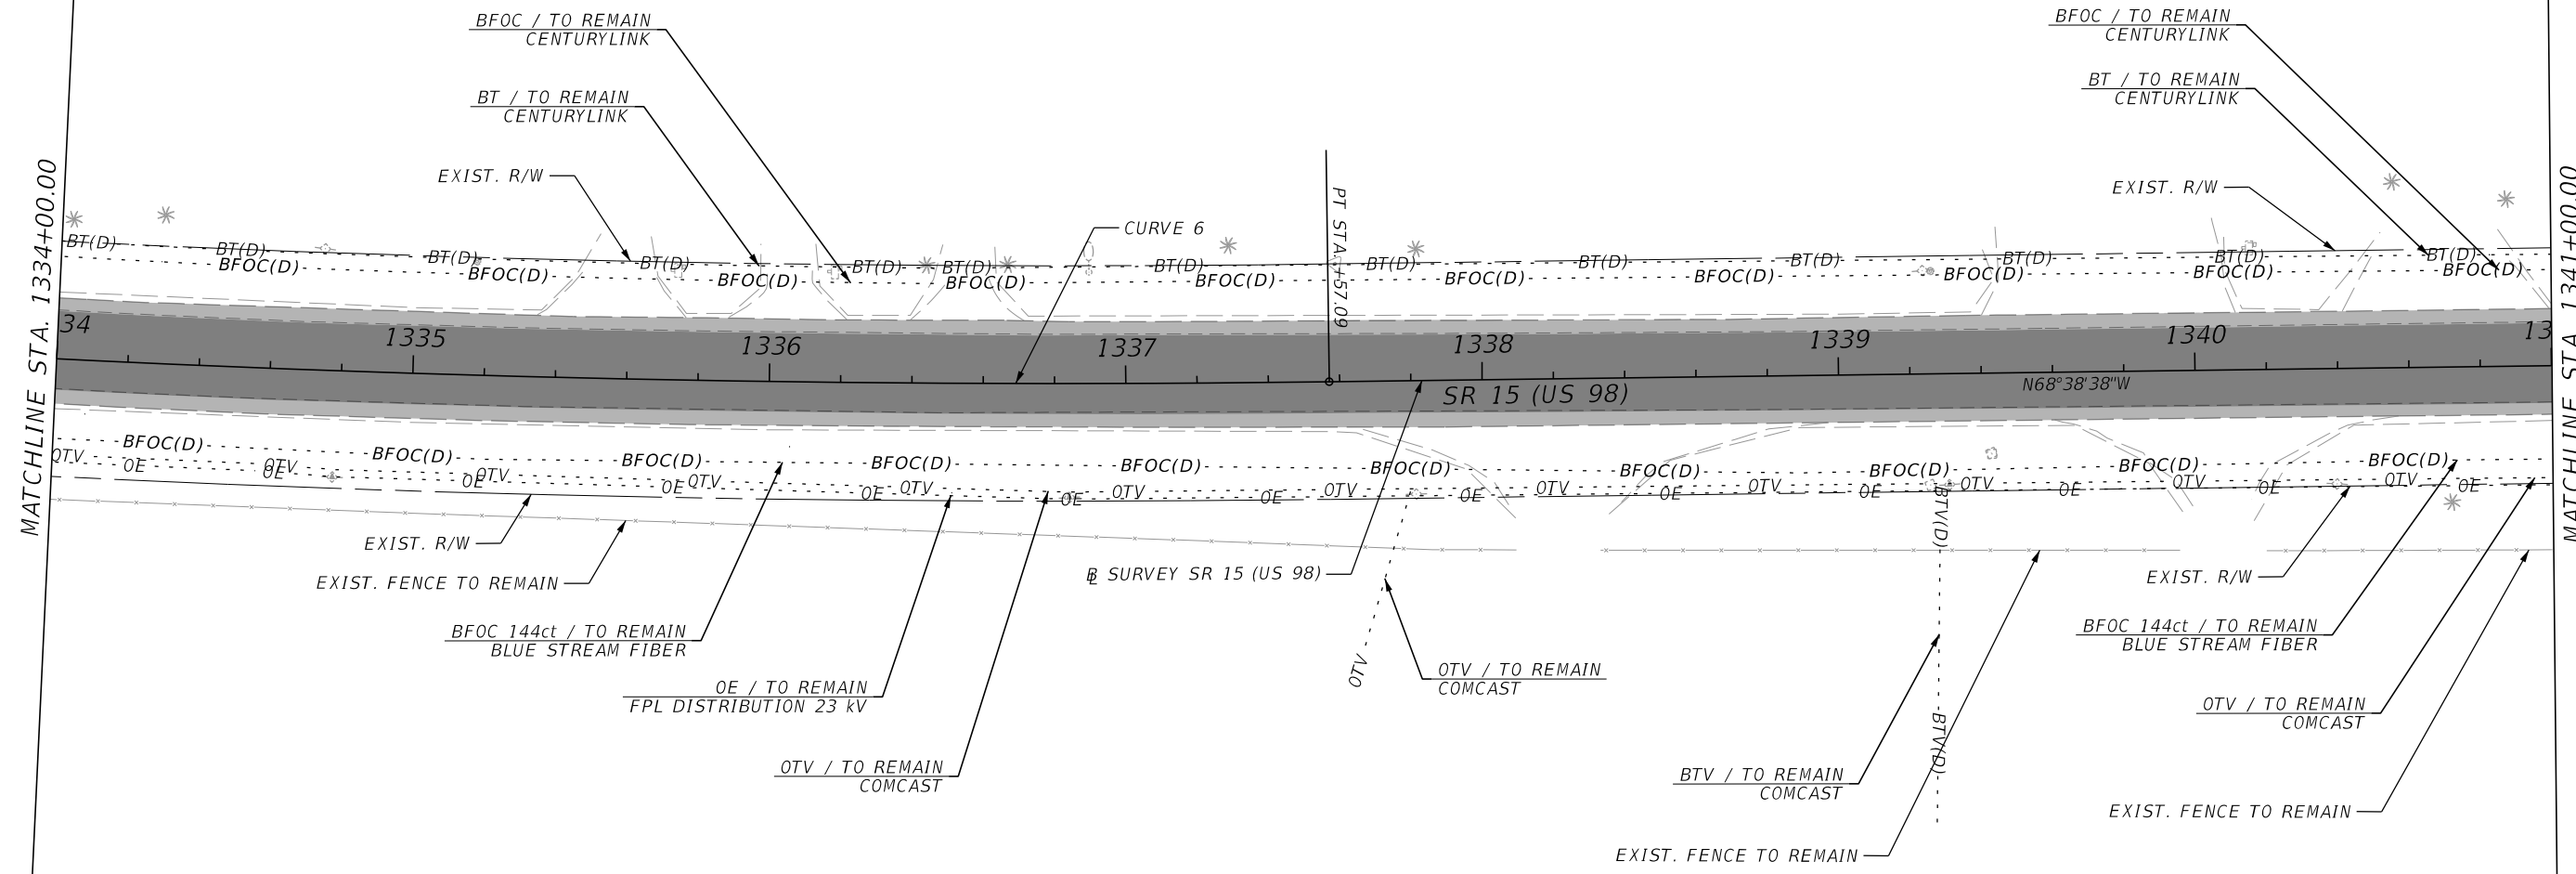 BFOC / TO REMAIN
CENTURYLINK
BT / TO REMAIN
CENTURYLINK
EXIST. R/W
CURVE 6
PT STA. +57.09
BFOC / TO REMAIN
CENTURYLINK
BT / TO REMAIN
CENTURYLINK
EXIST. R/W
MATCHLINE STA. 1334+00.00
MATCHLINE STA. 1341+00.00
BT(D) BT(D) BT(D) BT(D) BT(D) BT(D) BT(D) BT(D) BT(D) BT(D) BT(D) BT(D) BT(D)
BFOC(D) BFOC(D) BFOC(D) BFOC(D) BFOC(D) BFOC(D) BFOC(D) BFOC(D) BFOC(D) BFOC(D)
34 1335 1336 1337 1338 1339 1340 13
SR 15 (US 98)
N68°38'38"W
BFOC(D) BFOC(D) BFOC(D) BFOC(D) BFOC(D) BFOC(D) BFOC(D) BFOC(D) BFOC(D) BFOC(D)
OTV OTV OTV OTV OTV OTV OTV OTV OTV OTV OTV OTV
OE OE OE OE OE OE OE OE OE OE OE OE OE
EXIST. R/W
EXIST. FENCE TO REMAIN
BFOC 144ct / TO REMAIN
BLUE STREAM FIBER
OE / TO REMAIN
FPL DISTRIBUTION 23 kV
OTV / TO REMAIN
COMCAST
BL SURVEY SR 15 (US 98)
OTV
OTV / TO REMAIN
COMCAST
BTV(D)
BTV(D)
BTV / TO REMAIN
COMCAST
EXIST. FENCE TO REMAIN
EXIST. R/W
BFOC 144ct / TO REMAIN
BLUE STREAM FIBER
OTV / TO REMAIN
COMCAST
EXIST. FENCE TO REMAIN